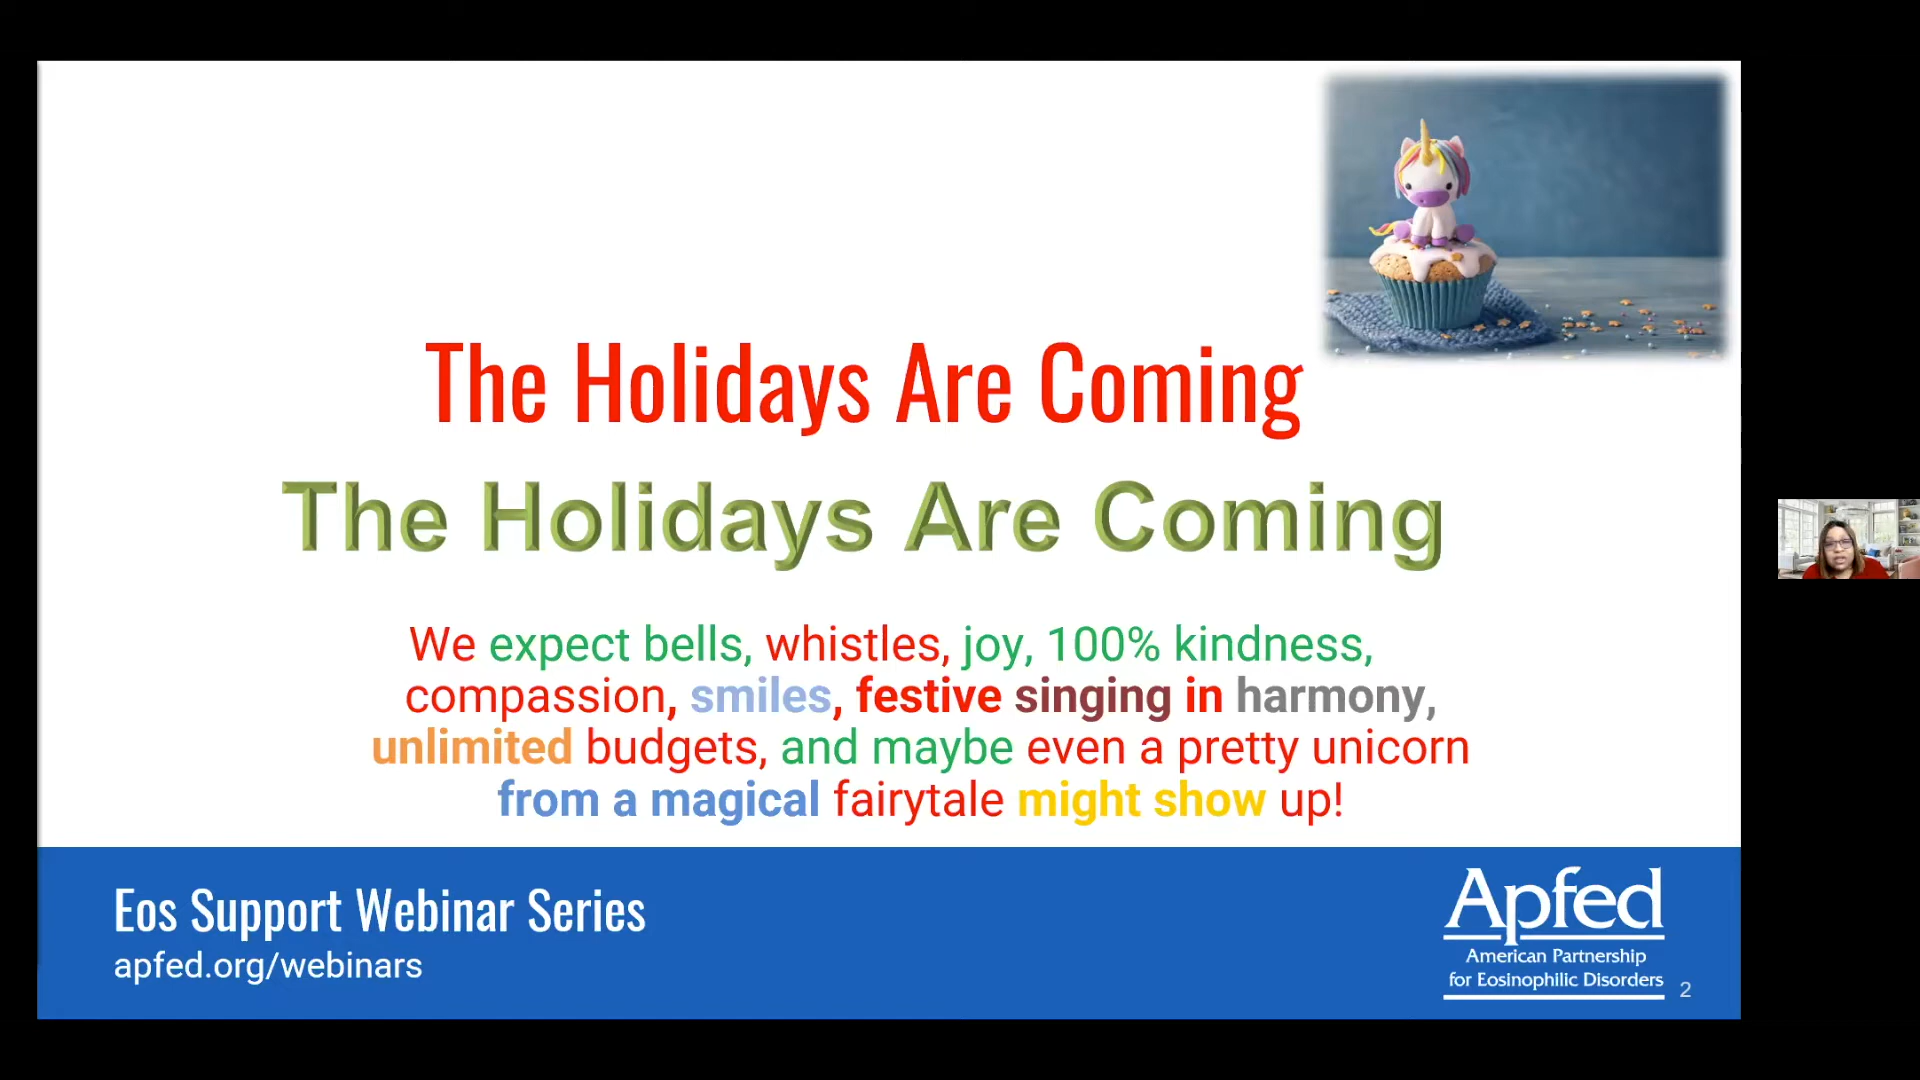 The Holidays Are Coming
The Holidays Are Coming
We expect bells, whistles, joy, 100% kindness,
compassion, smiles, festive singing in harmony,
unlimited budgets, and maybe even a pretty unicorn
from a magical fairytale might show up!
Eos Support Webinar Series
apfed.org/webinars
Apfed
American Partnership
for Eosinophilic Disorders
2